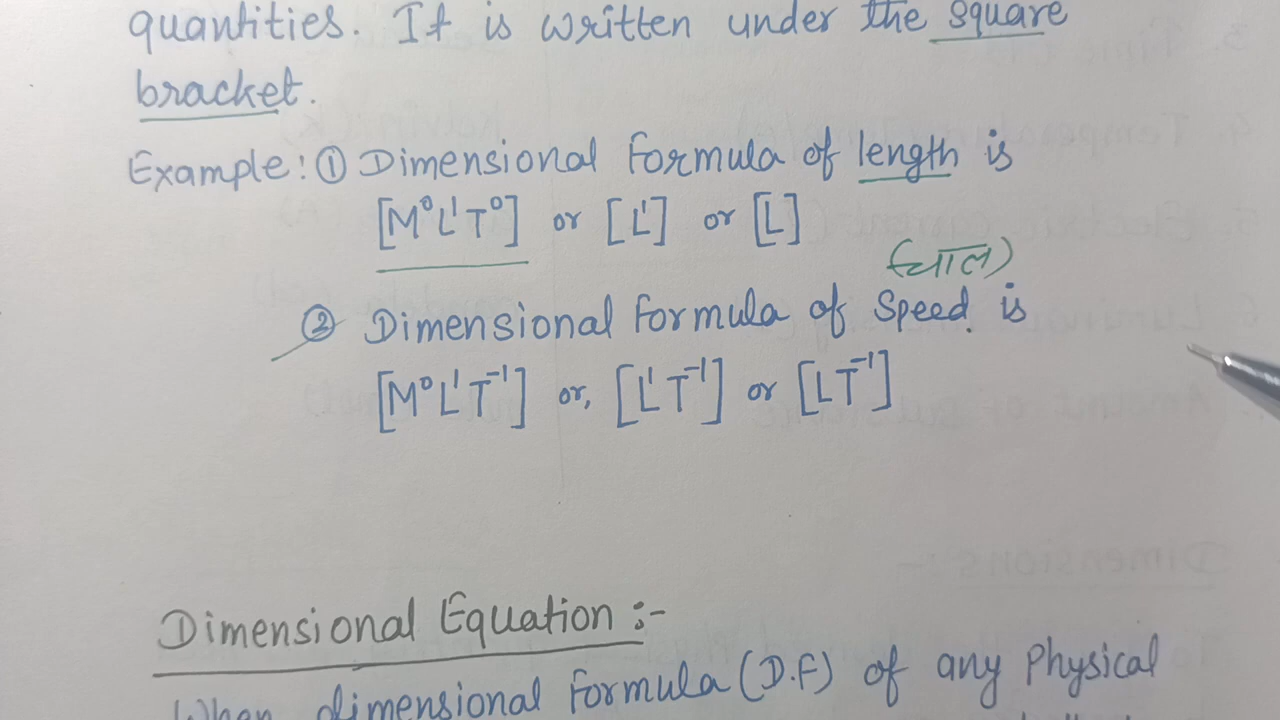 quantities. It is written under the square
bracket.
Example: ① Dimensional formula of length is
[M⁰L¹T⁰] or [L¹] or [L]
(चाल)
② Dimensional formula of Speed is
[M⁰L¹T⁻¹] or, [L¹T⁻¹] or [LT⁻¹]
Dimensional Equation :-
When dimensional formula (D.F) of any Physical